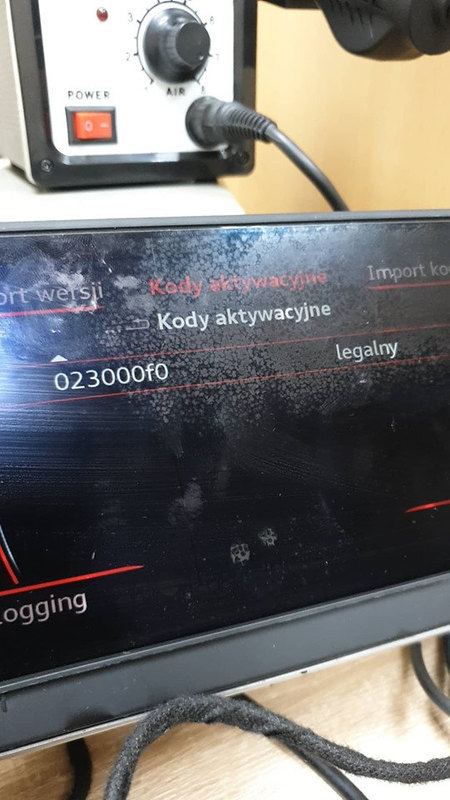 AIR
POWER
ort wersji
Kody aktywacyjne
Import ko
Kody aktywacyjne
023000f0
legalny
ogging